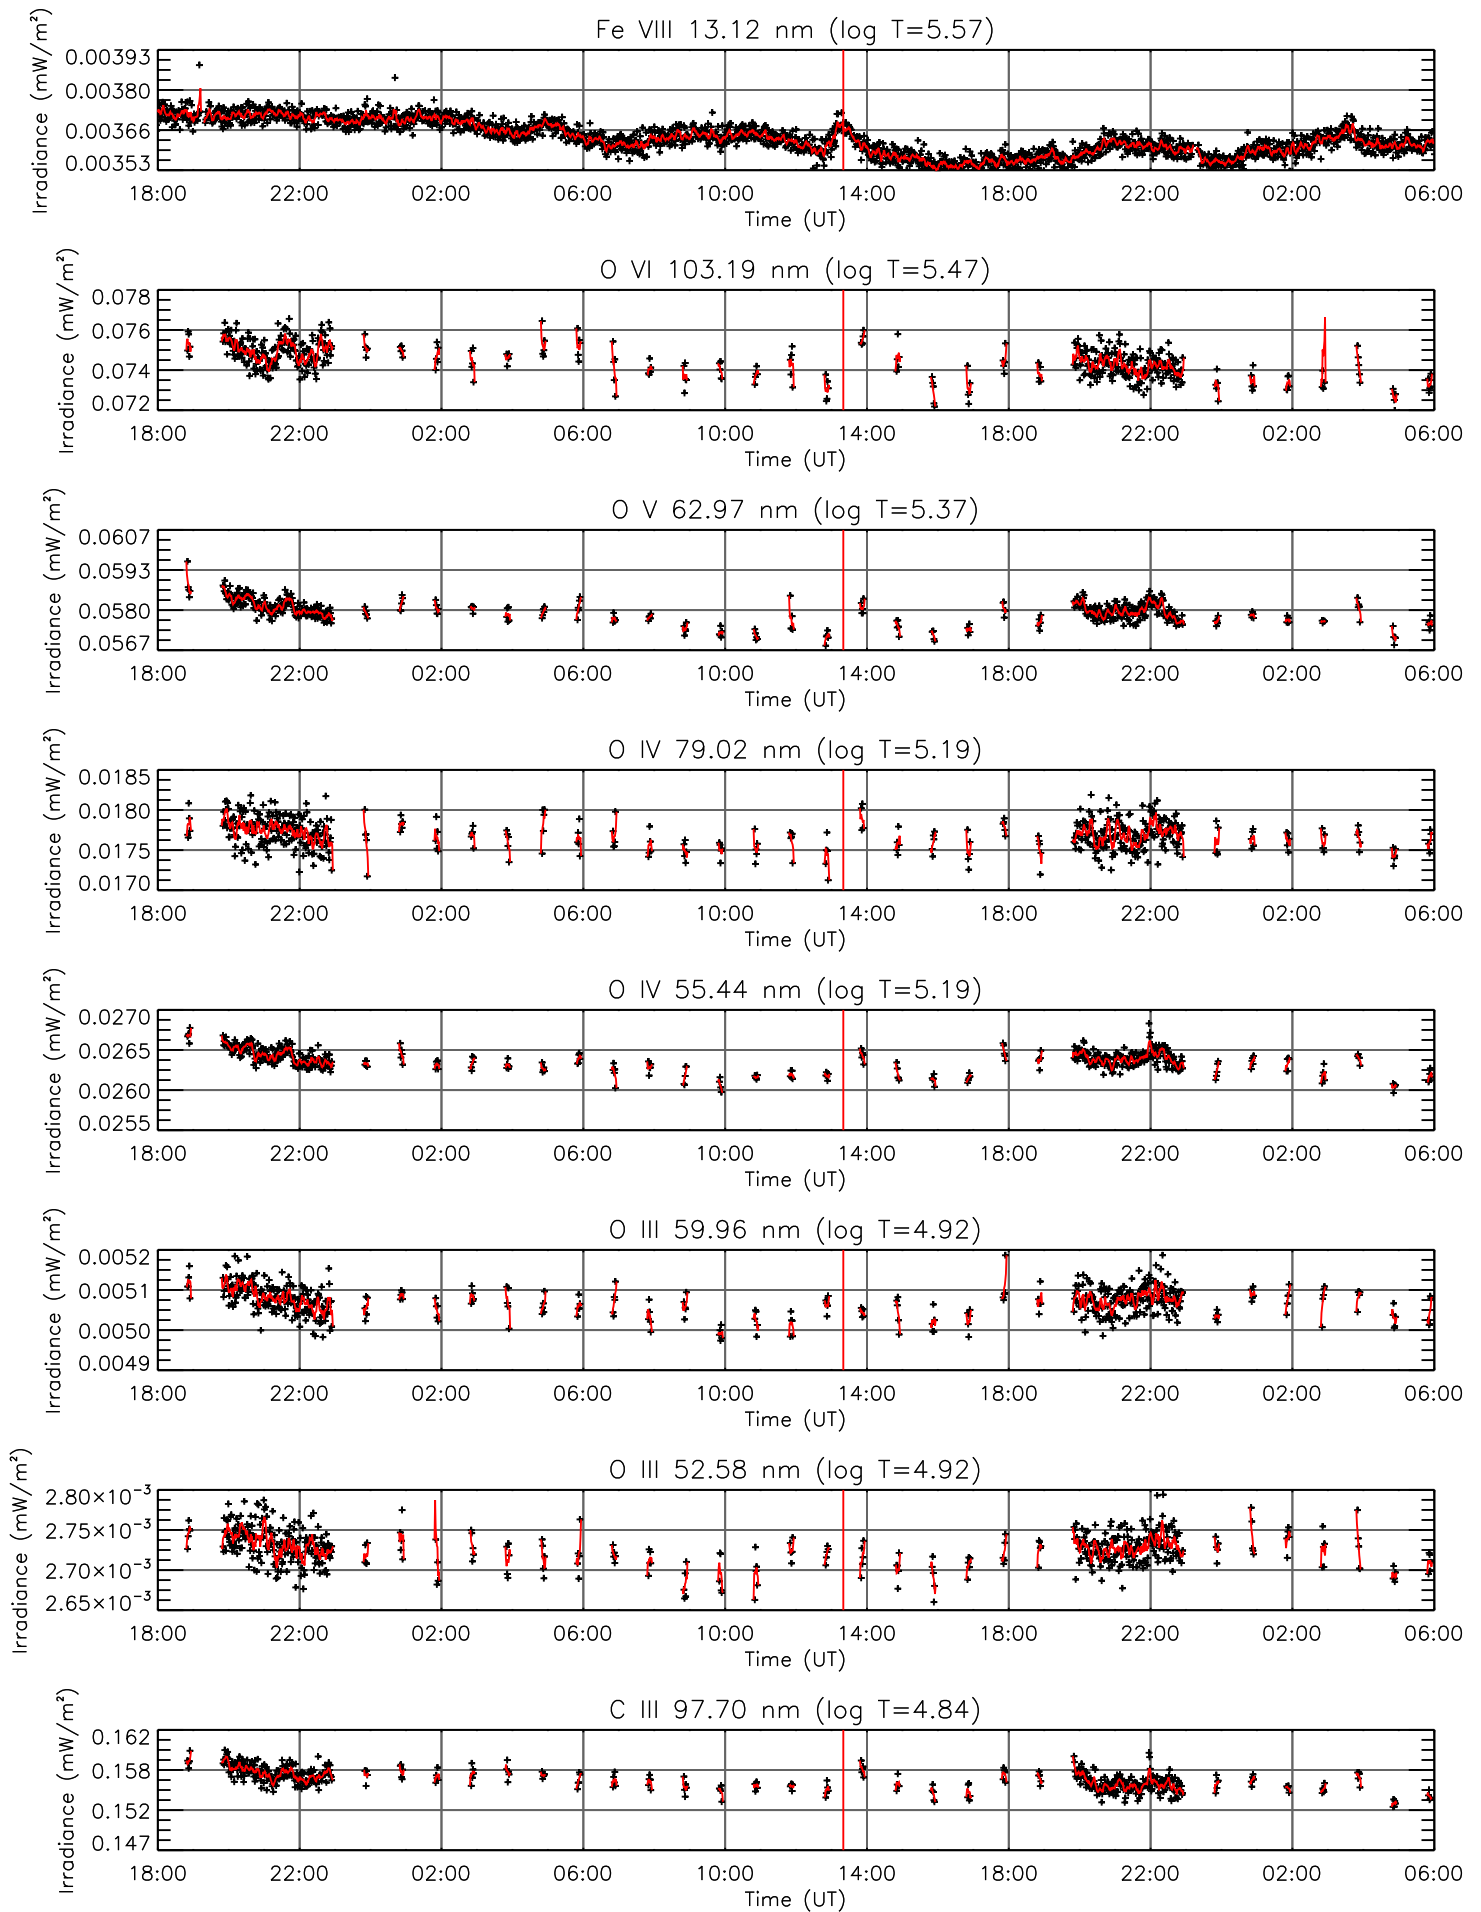 Fe VIII 13.12 nm (log T=5.57)
Irradiance (mW/m²)
0.00393
0.00380
0.00366
0.00353
18:00 22:00 02:00 06:00 10:00 14:00 18:00 22:00 02:00 06:00
Time (UT)
O VI 103.19 nm (log T=5.47)
Irradiance (mW/m²)
0.078
0.076
0.074
0.072
18:00 22:00 02:00 06:00 10:00 14:00 18:00 22:00 02:00 06:00
Time (UT)
O V 62.97 nm (log T=5.37)
Irradiance (mW/m²)
0.0607
0.0593
0.0580
0.0567
18:00 22:00 02:00 06:00 10:00 14:00 18:00 22:00 02:00 06:00
Time (UT)
O IV 79.02 nm (log T=5.19)
Irradiance (mW/m²)
0.0185
0.0180
0.0175
0.0170
18:00 22:00 02:00 06:00 10:00 14:00 18:00 22:00 02:00 06:00
Time (UT)
O IV 55.44 nm (log T=5.19)
Irradiance (mW/m²)
0.0270
0.0265
0.0260
0.0255
18:00 22:00 02:00 06:00 10:00 14:00 18:00 22:00 02:00 06:00
Time (UT)
O III 59.96 nm (log T=4.92)
Irradiance (mW/m²)
0.0052
0.0051
0.0050
0.0049
18:00 22:00 02:00 06:00 10:00 14:00 18:00 22:00 02:00 06:00
Time (UT)
O III 52.58 nm (log T=4.92)
Irradiance (mW/m²)
2.80×10⁻³
2.75×10⁻³
2.70×10⁻³
2.65×10⁻³
18:00 22:00 02:00 06:00 10:00 14:00 18:00 22:00 02:00 06:00
Time (UT)
C III 97.70 nm (log T=4.84)
Irradiance (mW/m²)
0.162
0.158
0.152
0.147
18:00 22:00 02:00 06:00 10:00 14:00 18:00 22:00 02:00 06:00
Time (UT)